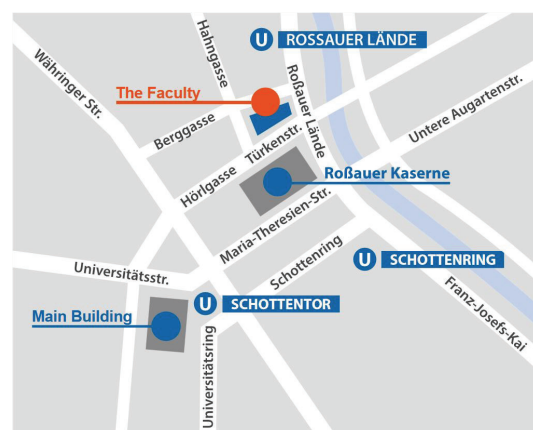 Hahngasse
U ROSSAUER LÄNDE
Währinger Str.
Roßauer Lände
The Faculty
Untere Augartenstr.
Berggasse
Türkenstr.
Hörlgasse
Roßauer Kaserne
Maria-Theresien-Str.
Schottenring
U SCHOTTENRING
Universitätsstr.
Franz-Josefs-Kai
U SCHOTTENTOR
Main Building
Universitätsring